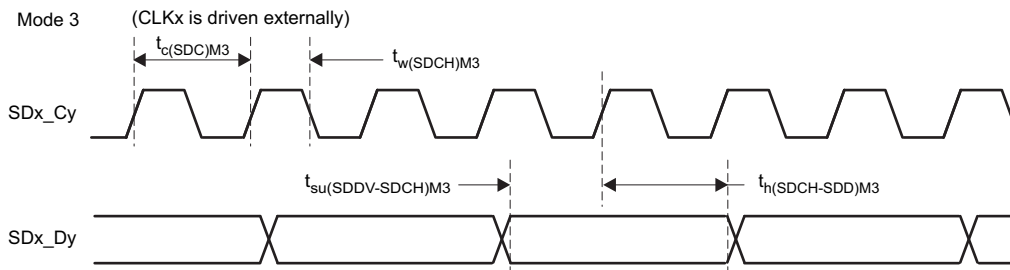 Mode 3 (CLKx is driven externally)
tc(SDC)M3
tw(SDCH)M3
SDx_Cy
tsu(SDDV-SDCH)M3
th(SDCH-SDD)M3
SDx_Dy